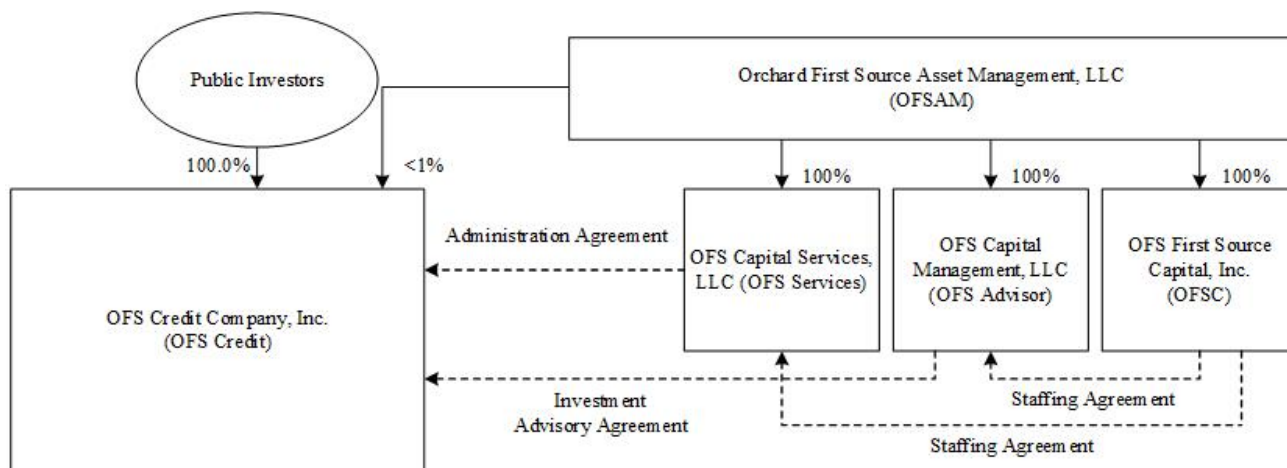 Public Investors
Orchard First Source Asset Management, LLC
(OFSAM)
100.0%
<1%
100%
100%
100%
Administration Agreement
OFS Capital Services,
LLC (OFS Services)
OFS Capital
Management, LLC
(OFS Advisor)
OFS First Source
Capital, Inc.
(OFSC)
OFS Credit Company, Inc.
(OFS Credit)
Investment
Advisory Agreement
Staffing Agreement
Staffing Agreement